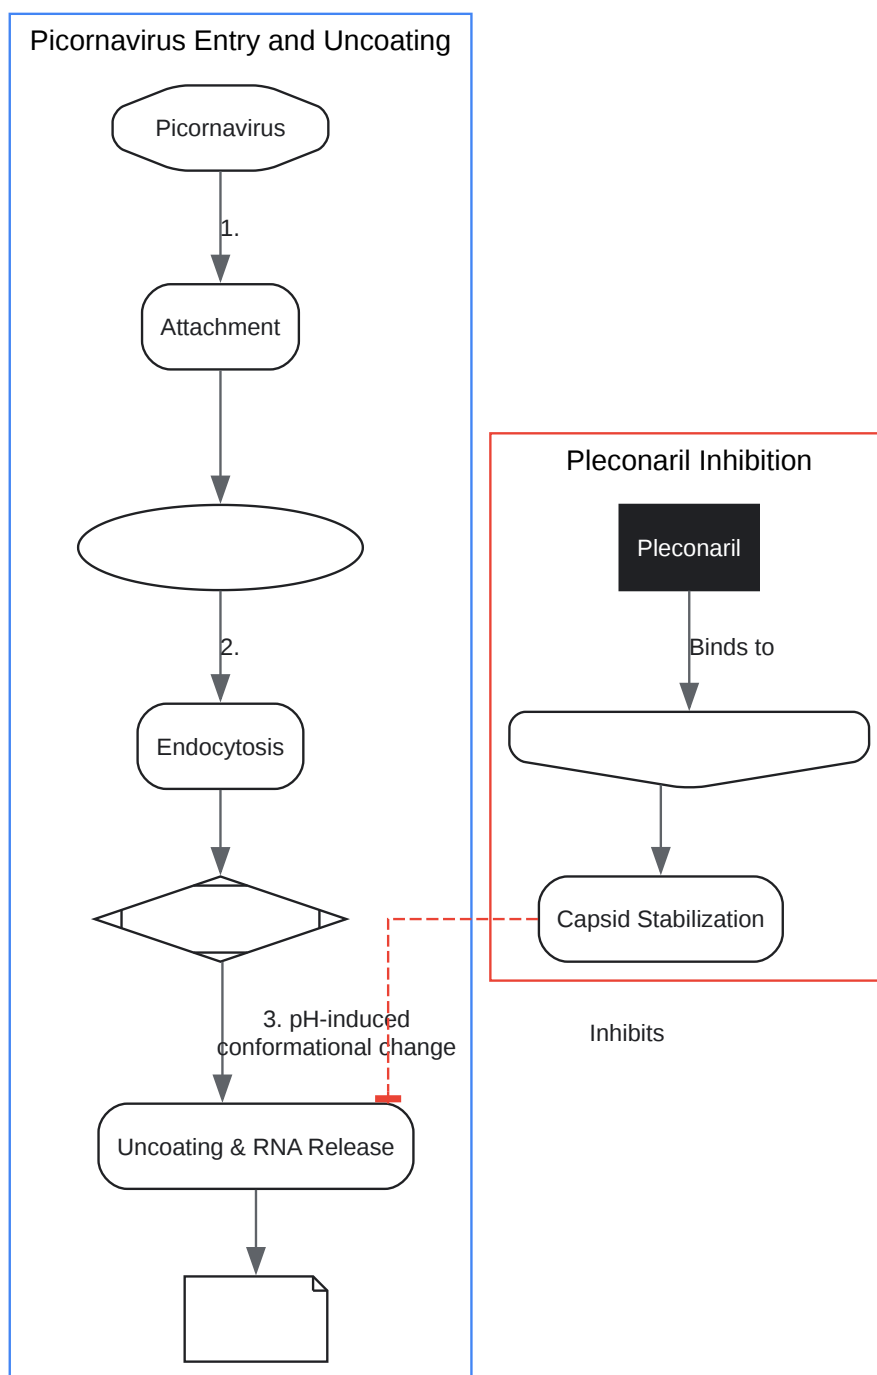 Picornavirus Entry and Uncoating
Picornavirus
1.
Attachment
2.
Endocytosis
3. pH-induced
conformational change
Uncoating & RNA Release
Pleconaril Inhibition
Pleconaril
Binds to
Capsid Stabilization
Inhibits